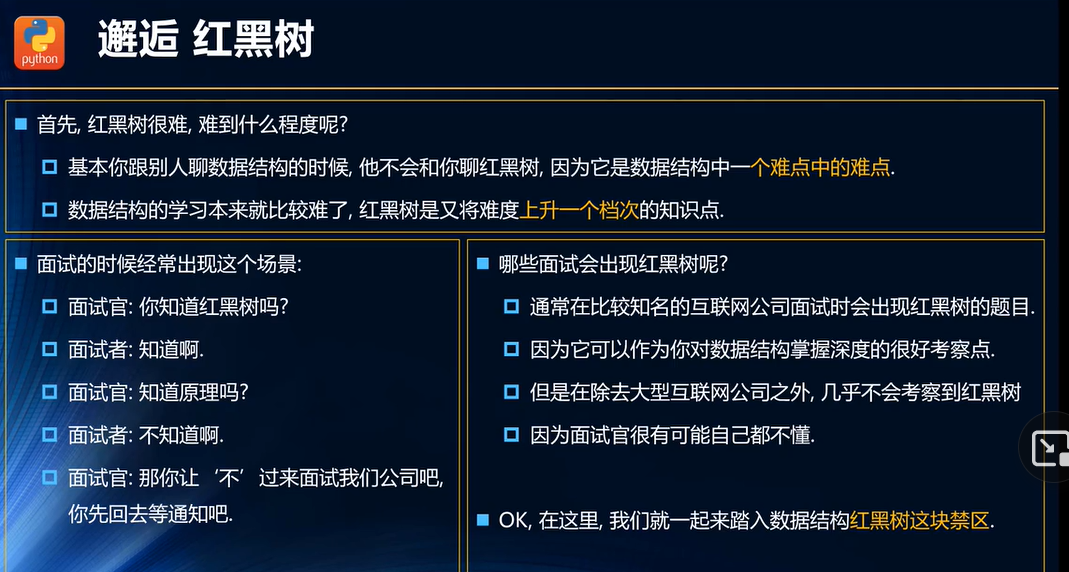 python
邂逅 红黑树
首先, 红黑树很难, 难到什么程度呢?
基本你跟别人聊数据结构的时候, 他不会和你聊红黑树, 因为它是数据结构中一个难点中的难点.
数据结构的学习本来就比较难了, 红黑树是又将难度上升一个档次的知识点.
面试的时候经常出现这个场景:
面试官: 你知道红黑树吗?
面试者: 知道啊.
面试官: 知道原理吗?
面试者: 不知道啊.
面试官: 那你让‘不’过来面试我们公司吧,
你先回去等通知吧.
哪些面试会出现红黑树呢?
通常在比较知名的互联网公司面试时会出现红黑树的题目.
因为它可以作为你对数据结构掌握深度的很好考察点.
但是在除去大型互联网公司之外, 几乎不会考察到红黑树
因为面试官很有可能自己都不懂.
OK, 在这里, 我们就一起来踏入数据结构红黑树这块禁区.